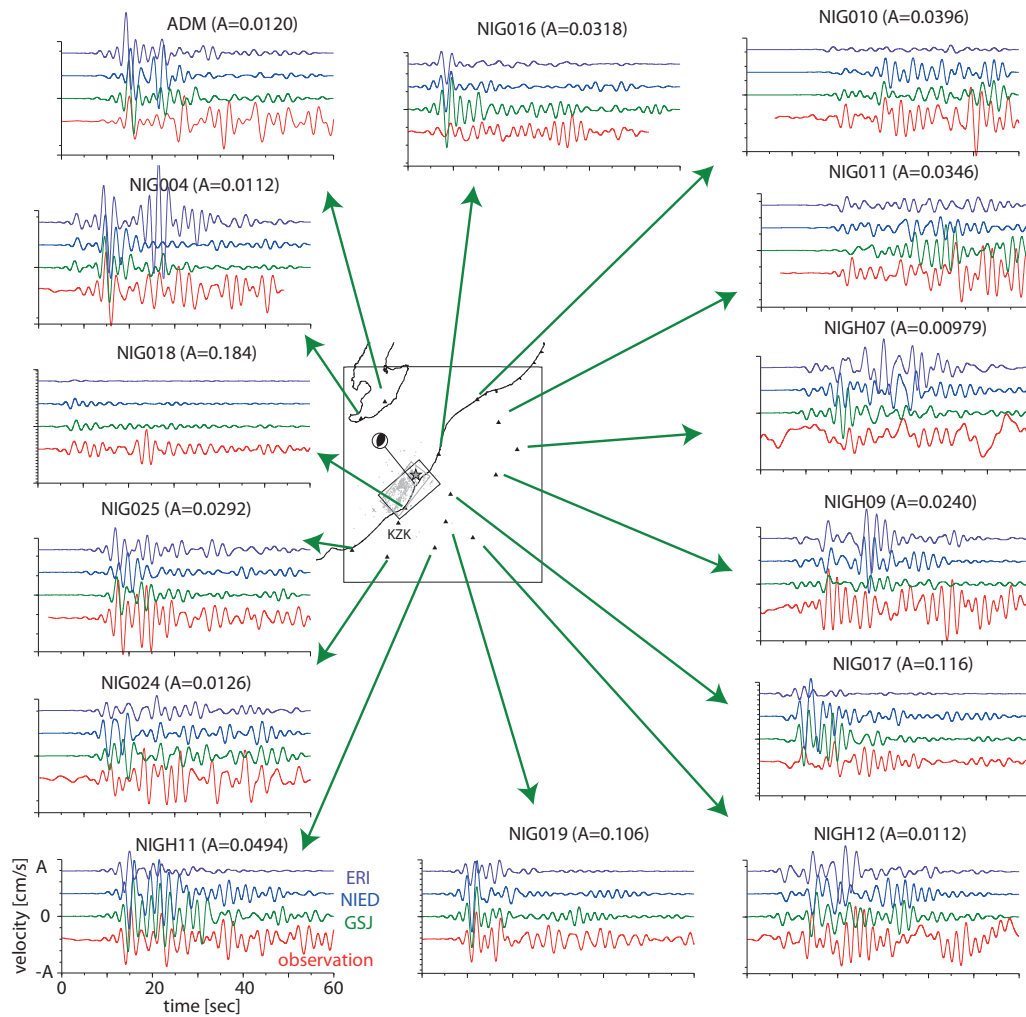 ADM (A=0.0120)
NIG016 (A=0.0318)
NIG010 (A=0.0396)
NIG004 (A=0.0112)
NIG011 (A=0.0346)
NIG018 (A=0.184)
NIGH07 (A=0.00979)
NIG025 (A=0.0292)
KZK
NIGH09 (A=0.0240)
NIG024 (A=0.0126)
NIG017 (A=0.116)
NIGH11 (A=0.0494)
NIG019 (A=0.106)
NIGH12 (A=0.0112)
velocity [cm/s]
A
0
-A
ERI
NIED
GSJ
observation
0 20 40 60
time [sec]